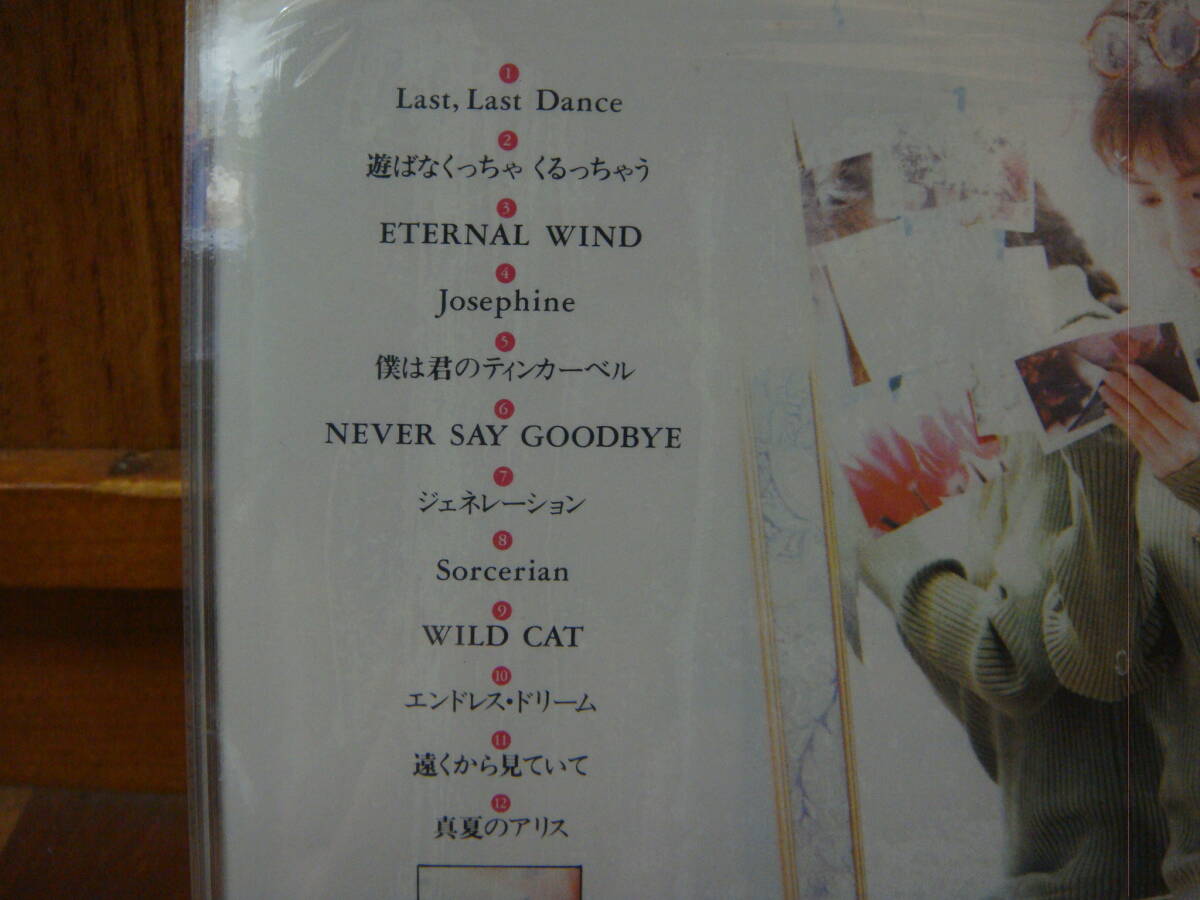 1
Last, Last Dance
2
遊ばなくっちゃ くるっちゃう
3
ETERNAL WIND
4
Josephine
5
僕は君のティンカーベル
6
NEVER SAY GOODBYE
7
ジェネレーション
8
Sorcerian
9
WILD CAT
10
エンドレス・ドリーム
11
遠くから見ていて
12
真夏のアリス
1